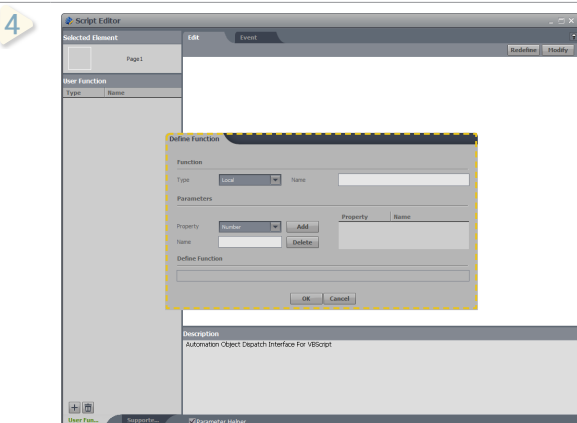 4
Script Editor
Selected Element
Edit Event
Redefine Modify
Page1
User Function
Type Name
Define Function
Function
Type Local Name
Parameters
Property Name
Property Number Add
Name Delete
Define Function
OK Cancel
Description
Automation Object Dispatch Interface For VBScript
User Fun... Supporte... Parameter Helper